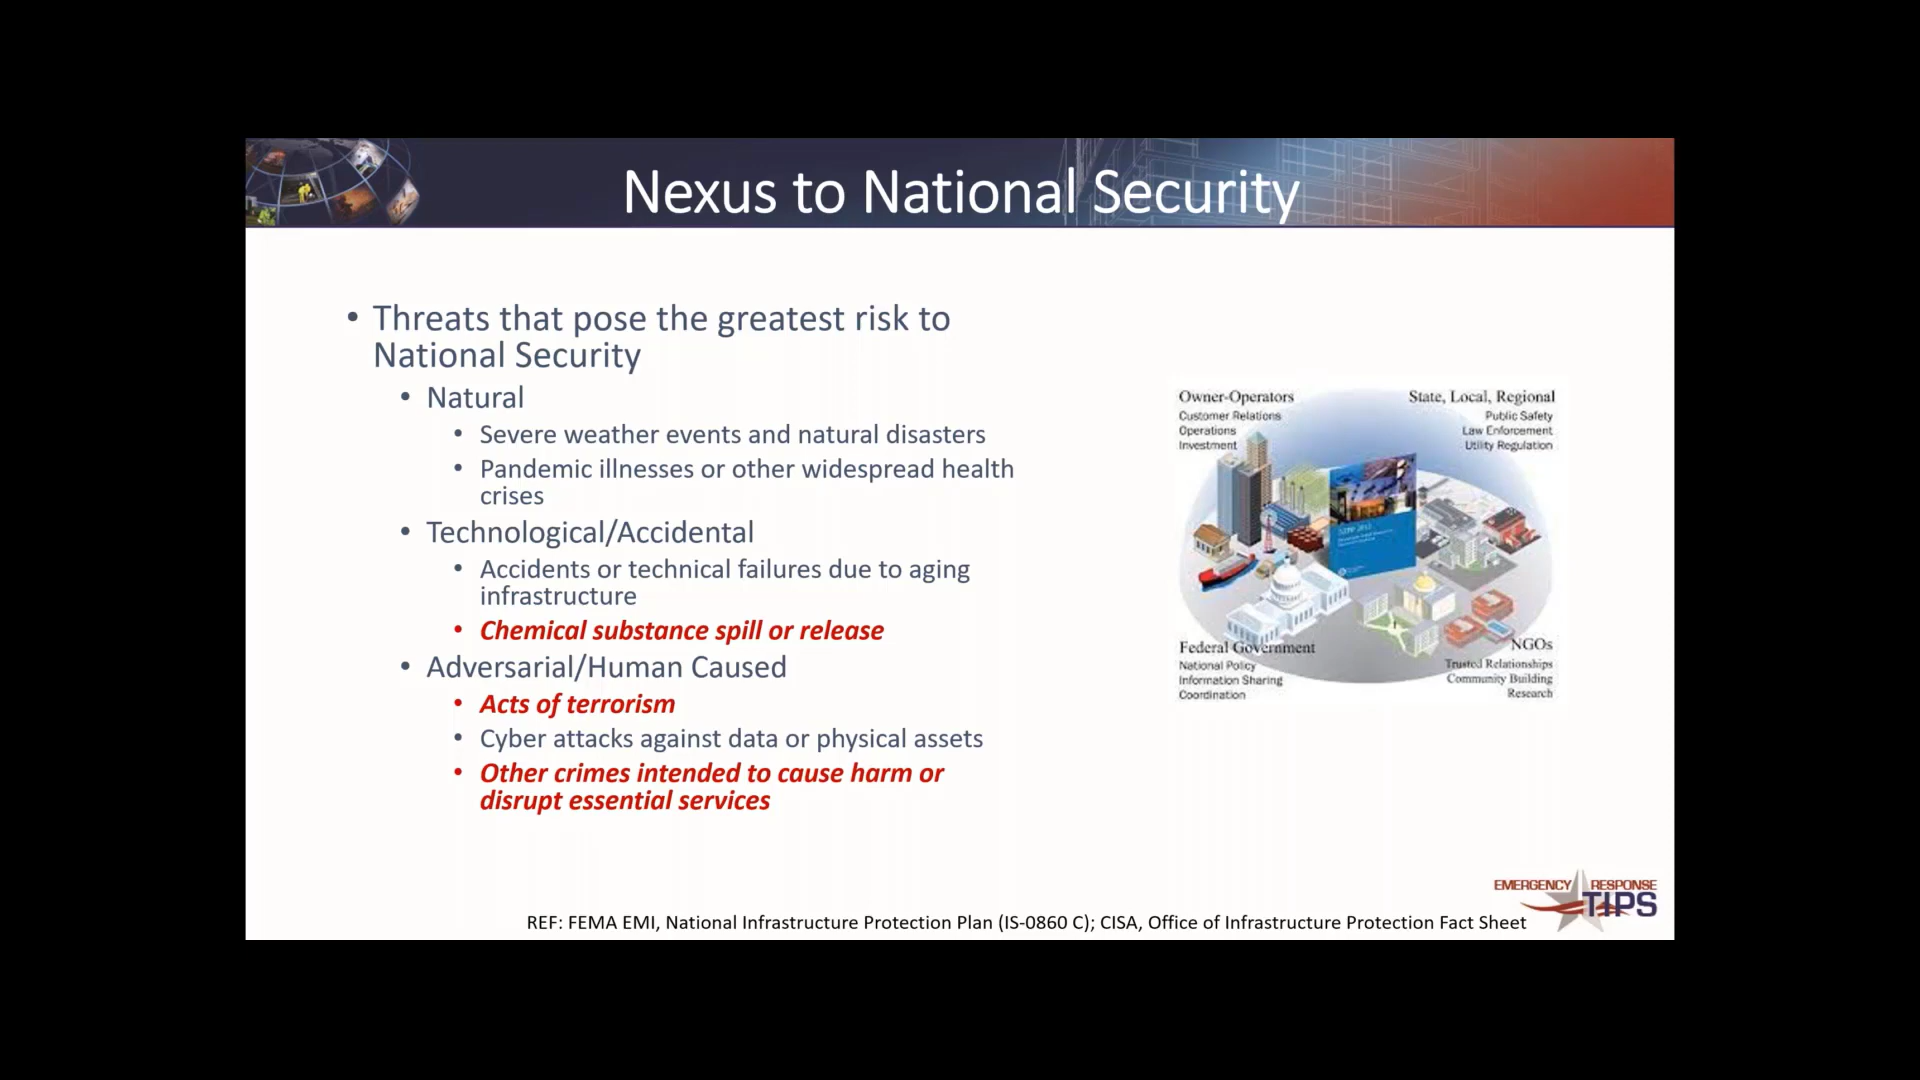 Nexus to National Security
• Threats that pose the greatest risk to
National Security
• Natural
• Severe weather events and natural disasters
• Pandemic illnesses or other widespread health
crises
• Technological/Accidental
• Accidents or technical failures due to aging
infrastructure
• Chemical substance spill or release
• Adversarial/Human Caused
• Acts of terrorism
• Cyber attacks against data or physical assets
• Other crimes intended to cause harm or
disrupt essential services
Owner-Operators
Customer Relations
Operations
Investment
State, Local, Regional
Public Safety
Law Enforcement
Utility Regulation
Federal Government
National Policy
Information Sharing
Coordination
NGOs
Trusted Relationships
Community Building
Research
EMERGENCY RESPONSE
TIPS
REF: FEMA EMI, National Infrastructure Protection Plan (IS-0860 C); CISA, Office of Infrastructure Protection Fact Sheet